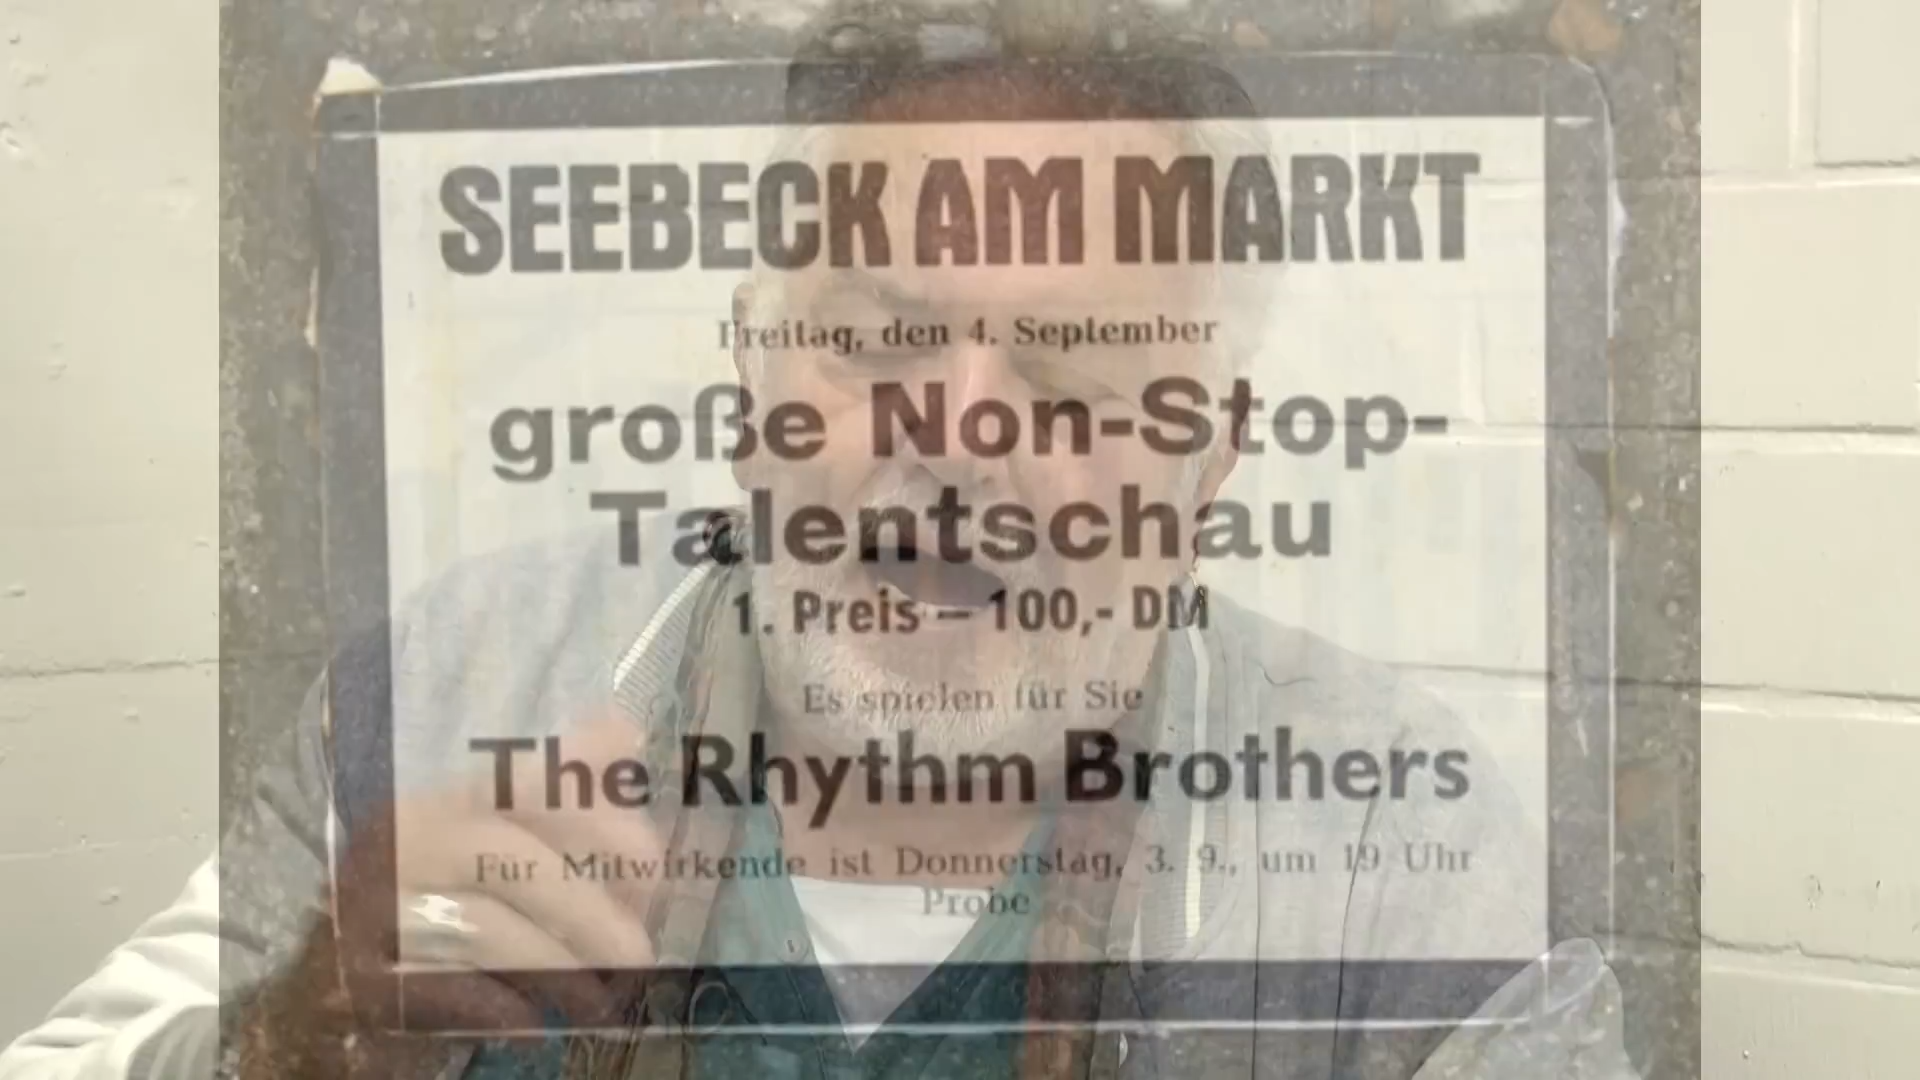 SEEBECK AM MARKT
Freitag, den 4. September
große Non-Stop-
Talentschau
1. Preis – 100,- DM
Es spielen für Sie
The Rhythm Brothers
Für Mitwirkende ist Donnerstag, 3. 9., um 19 Uhr
Probe